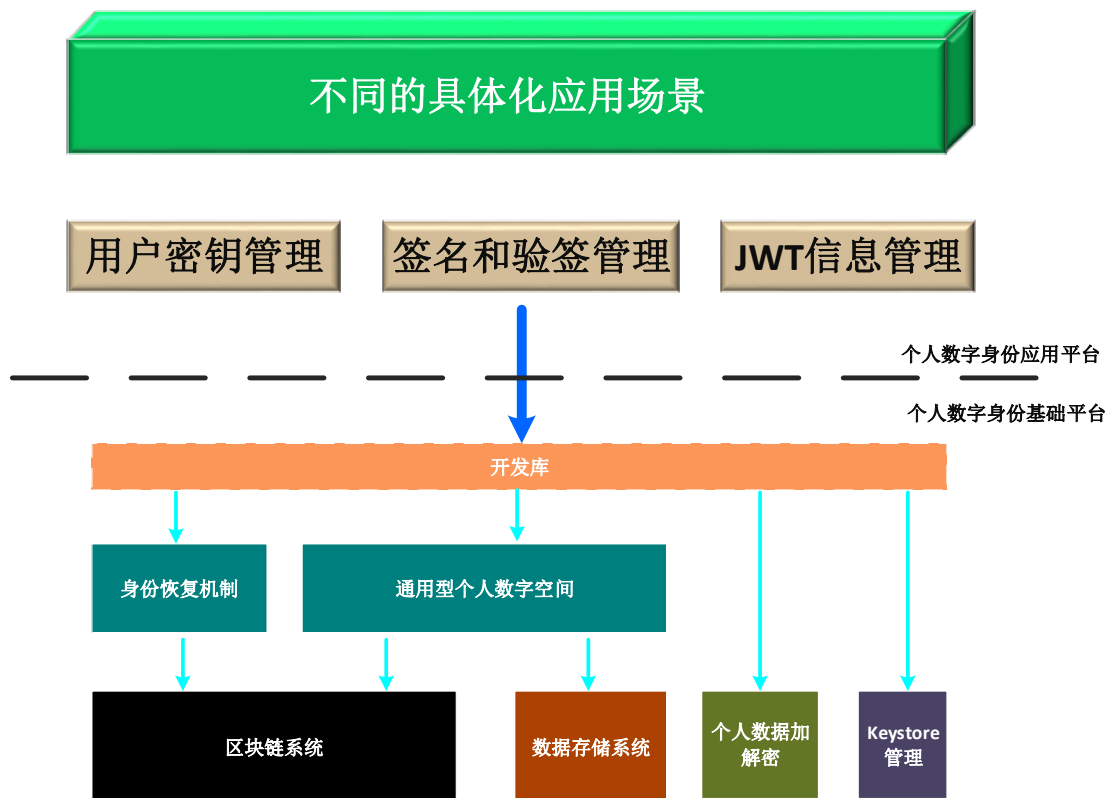 不同的具体化应用场景
用户密钥管理
签名和验签管理
JWT信息管理
个人数字身份应用平台
个人数字身份基础平台
开发库
身份恢复机制
通用型个人数字空间
区块链系统
数据存储系统
个人数据加
解密
Keystore
管理